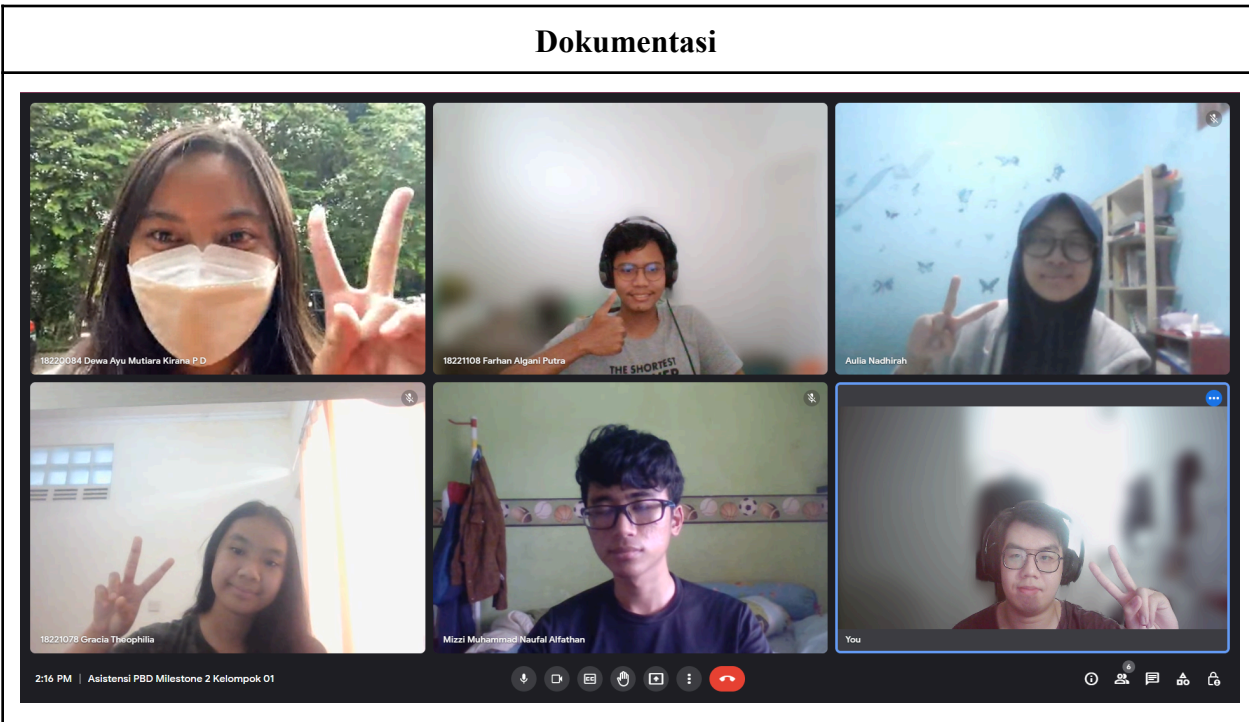 Dokumentasi
18220084 Dewa Ayu Mutiara Kirana P D
18221108 Farhan Algani Putra
THE SHORTEST
Aulia Nadhirah
18221078 Gracia Theophilia
Mizzi Muhammad Naufal Alfathan
You
2:16 PM | Asistensi PBD Milestone 2 Kelompok 01
CC
6